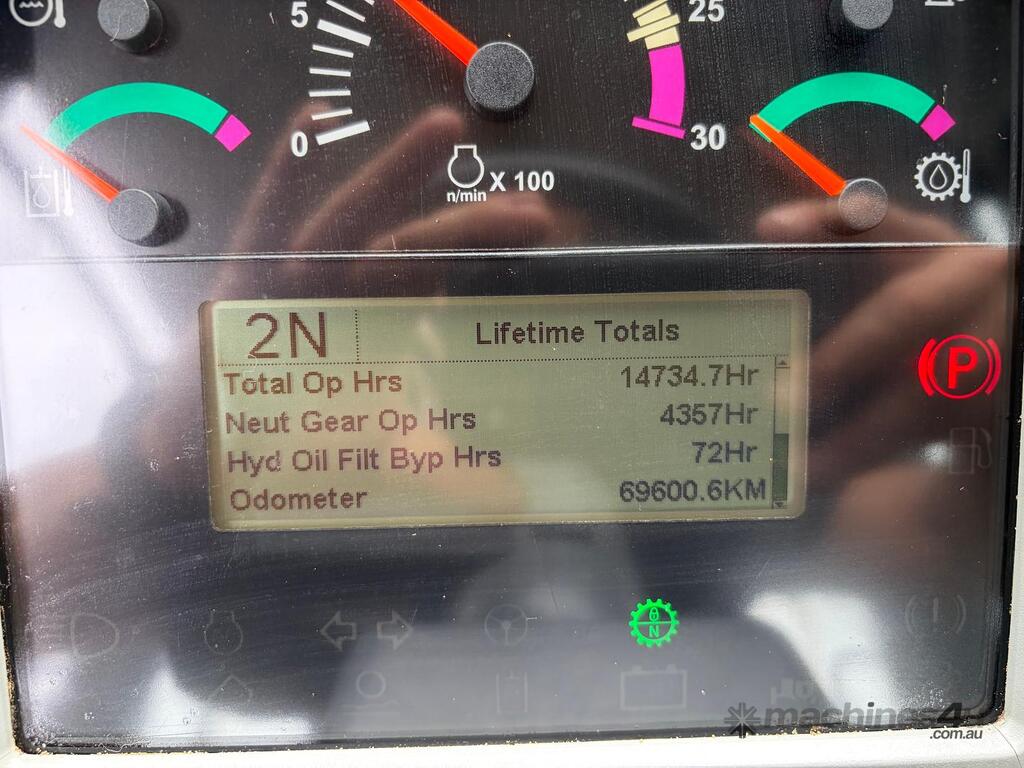 5
25
0
30
n/min X 100
2N
Lifetime Totals
Total Op Hrs 14734.7Hr
Neut Gear Op Hrs 4357Hr
Hyd Oil Filt Byp Hrs 72Hr
Odometer 69600.6KM
P
N
machines4u
.com.au